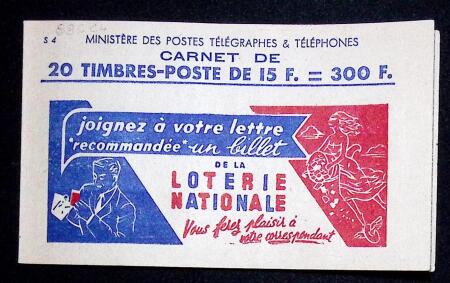 S 4 MINISTÈRE DES POSTES TÉLÉGRAPHES & TÉLÉPHONES
CARNET DE
20 TIMBRES-POSTE DE 15 F. = 300 F.
joignez à votre lettre
"recommandée" un billet
DE LA
LOTERIE
NATIONALE
Vous ferez plaisir à
votre correspondant